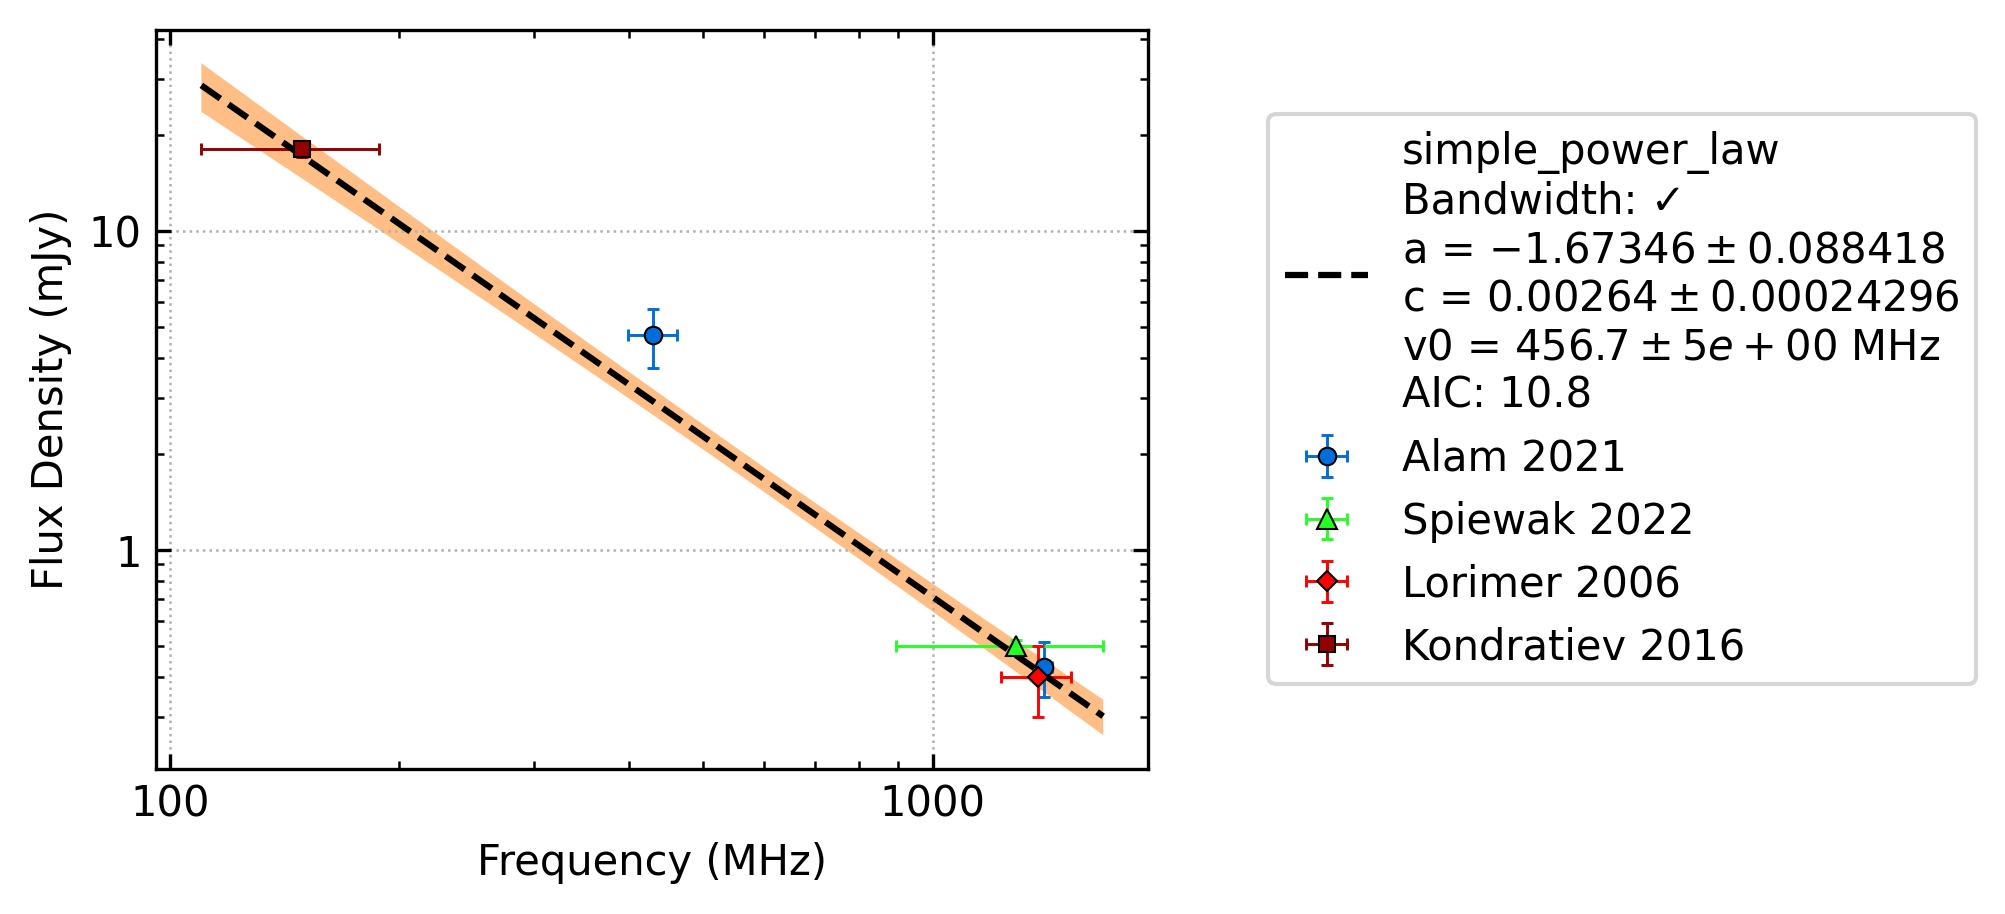 10
1
100
1000
Flux Density (mJy)
Frequency (MHz)
simple_power_law
Bandwidth: ✓
a = −1.67346 ± 0.088418
c = 0.00264 ± 0.00024296
v0 = 456.7 ± 5e + 00 MHz
AIC: 10.8
Alam 2021
Spiewak 2022
Lorimer 2006
Kondratiev 2016